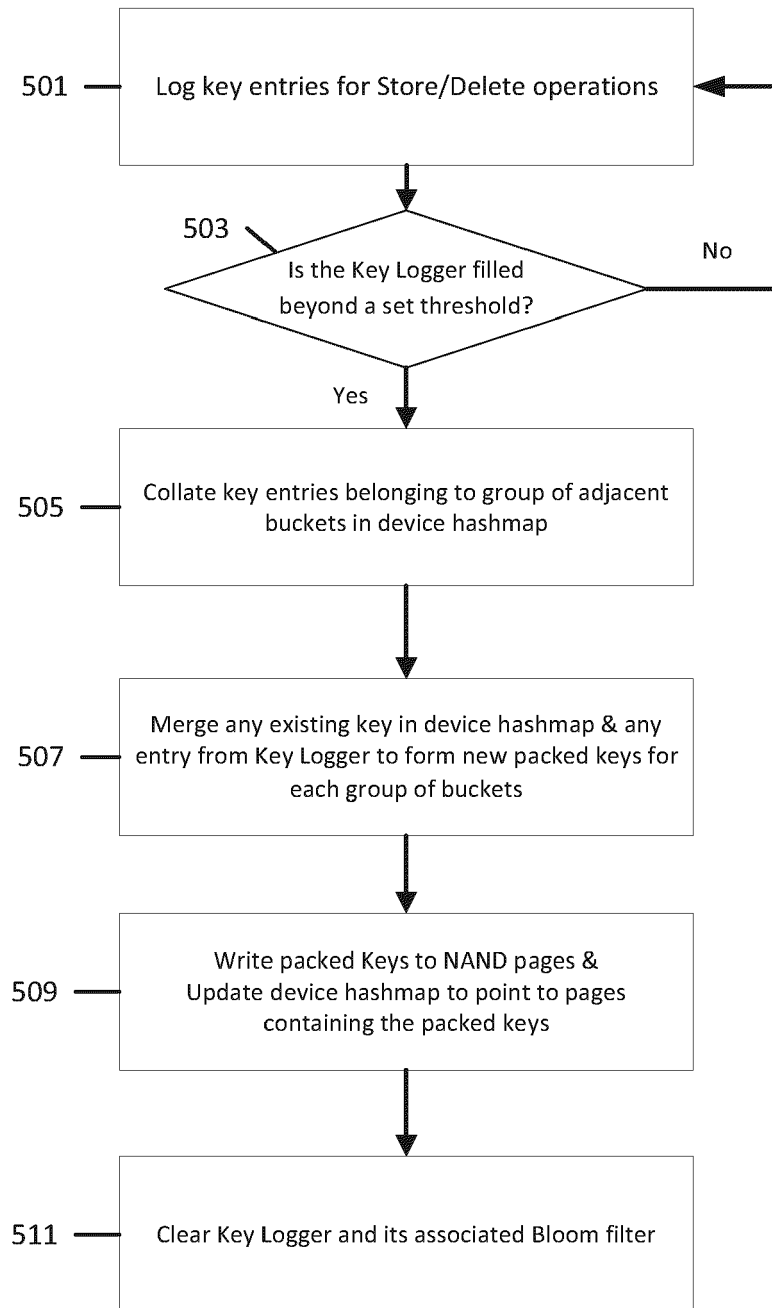 501
Log key entries for Store/Delete operations
503
Is the Key Logger filled
beyond a set threshold?
No
Yes
505
Collate key entries belonging to group of adjacent
buckets in device hashmap
507
Merge any existing key in device hashmap & any
entry from Key Logger to form new packed keys for
each group of buckets
509
Write packed Keys to NAND pages &
Update device hashmap to point to pages
containing the packed keys
511
Clear Key Logger and its associated Bloom filter